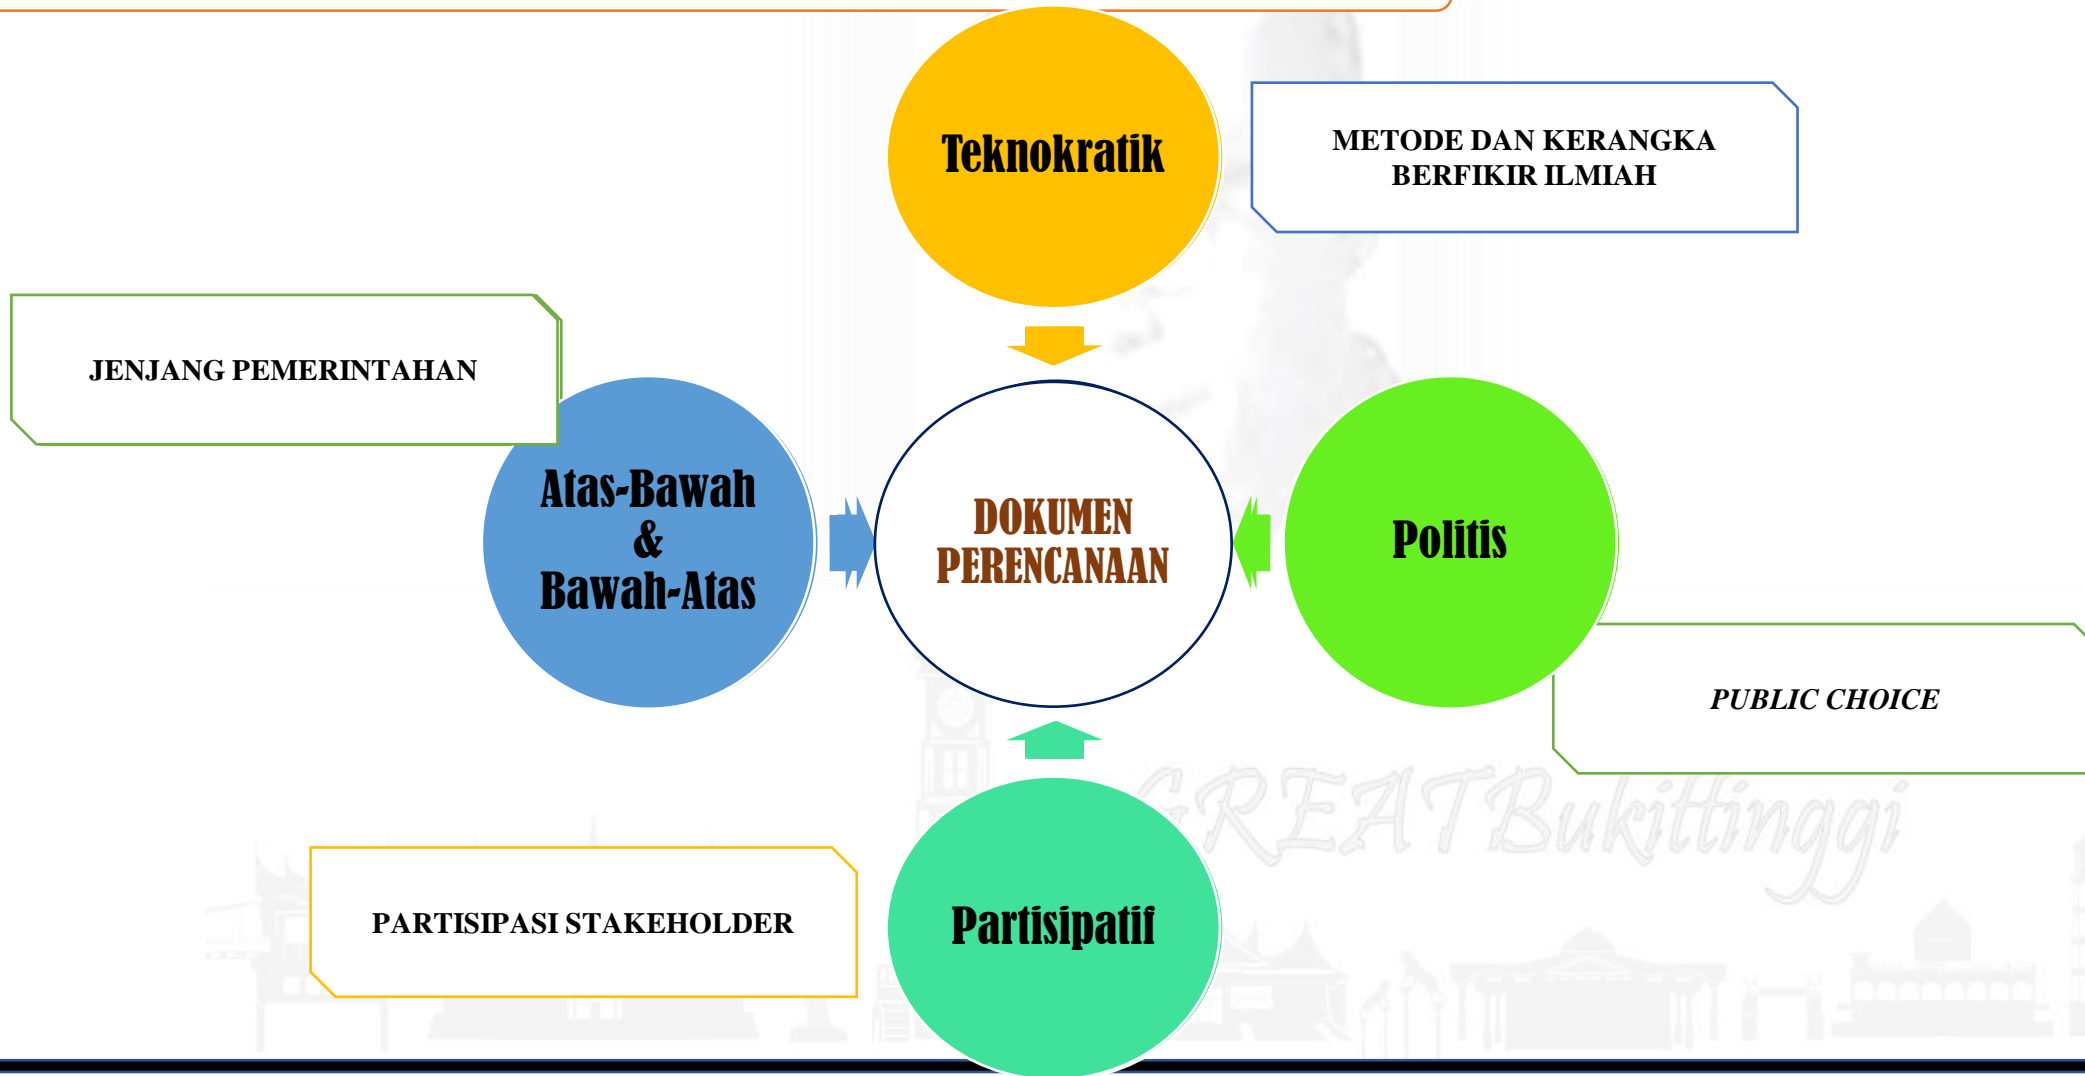 Teknokratik
METODE DAN KERANGKA
BERFIKIR ILMIAH
JENJANG PEMERINTAHAN
Atas-Bawah
&
Bawah-Atas
DOKUMEN
PERENCANAAN
Politis
PUBLIC CHOICE
GREATBukittinggi
PARTISIPASI STAKEHOLDER
Partisipatif